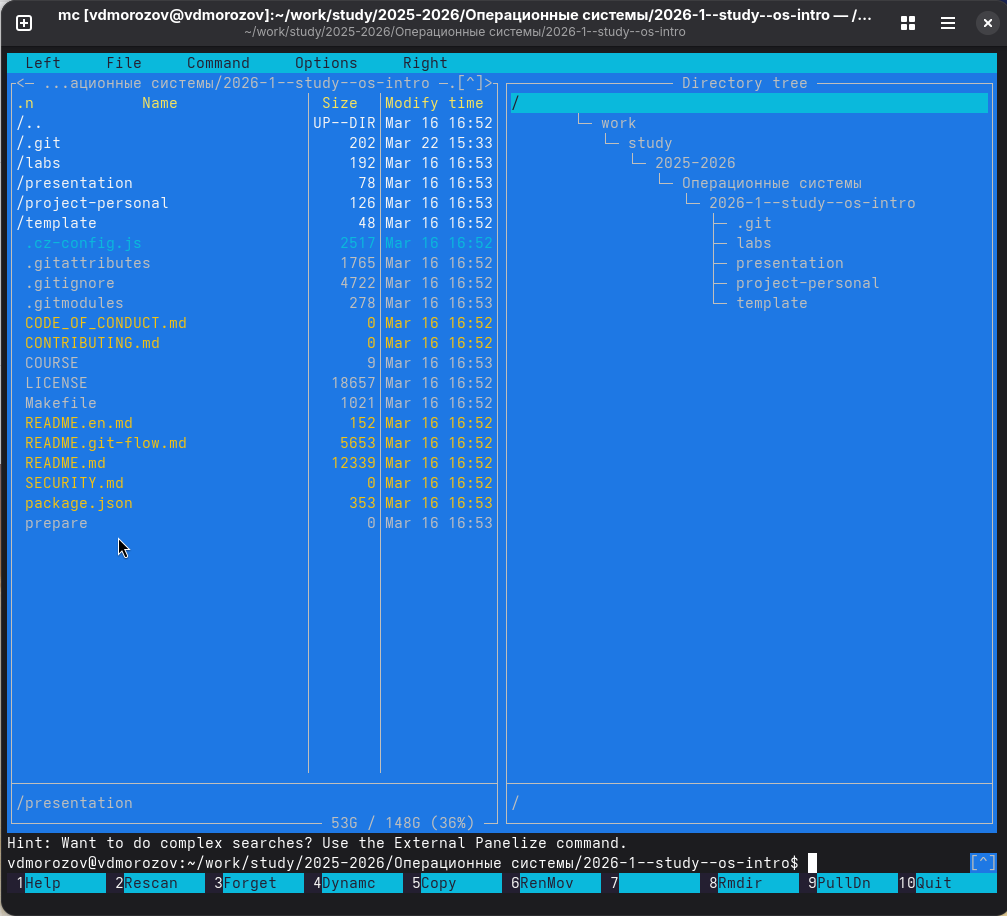 mc [vdmorozov@vdmorozov]:~/work/study/2025-2026/Операционные системы/2026-1--study--os-intro — /...
~/work/study/2025-2026/Операционные системы/2026-1--study--os-intro
Left File Command Options Right
<— ...ационные системы/2026-1--study--os-intro —.[^]>
.n Name Size Modify time
/.. UP--DIR Mar 16 16:52
/.git 202 Mar 22 15:33
/labs 192 Mar 16 16:53
/presentation 78 Mar 16 16:53
/project-personal 126 Mar 16 16:53
/template 48 Mar 16 16:52
.cz-config.js 2517 Mar 16 16:52
.gitattributes 1765 Mar 16 16:52
.gitignore 4722 Mar 16 16:52
.gitmodules 278 Mar 16 16:53
CODE_OF_CONDUCT.md 0 Mar 16 16:52
CONTRIBUTING.md 0 Mar 16 16:52
COURSE 9 Mar 16 16:53
LICENSE 18657 Mar 16 16:52
Makefile 1021 Mar 16 16:52
README.en.md 152 Mar 16 16:52
README.git-flow.md 5653 Mar 16 16:52
README.md 12339 Mar 16 16:52
SECURITY.md 0 Mar 16 16:52
package.json 353 Mar 16 16:53
prepare 0 Mar 16 16:53
/presentation
53G / 148G (36%)
Directory tree
/
work
study
2025-2026
Операционные системы
2026-1--study--os-intro
.git
labs
presentation
project-personal
template
/
Hint: Want to do complex searches? Use the External Panelize command.
vdmorozov@vdmorozov:~/work/study/2025-2026/Операционные системы/2026-1--study--os-intro$ [^]
1Help 2Rescan 3Forget 4Dynamc 5Copy 6RenMov 7 8Rmdir 9PullDn 10Quit